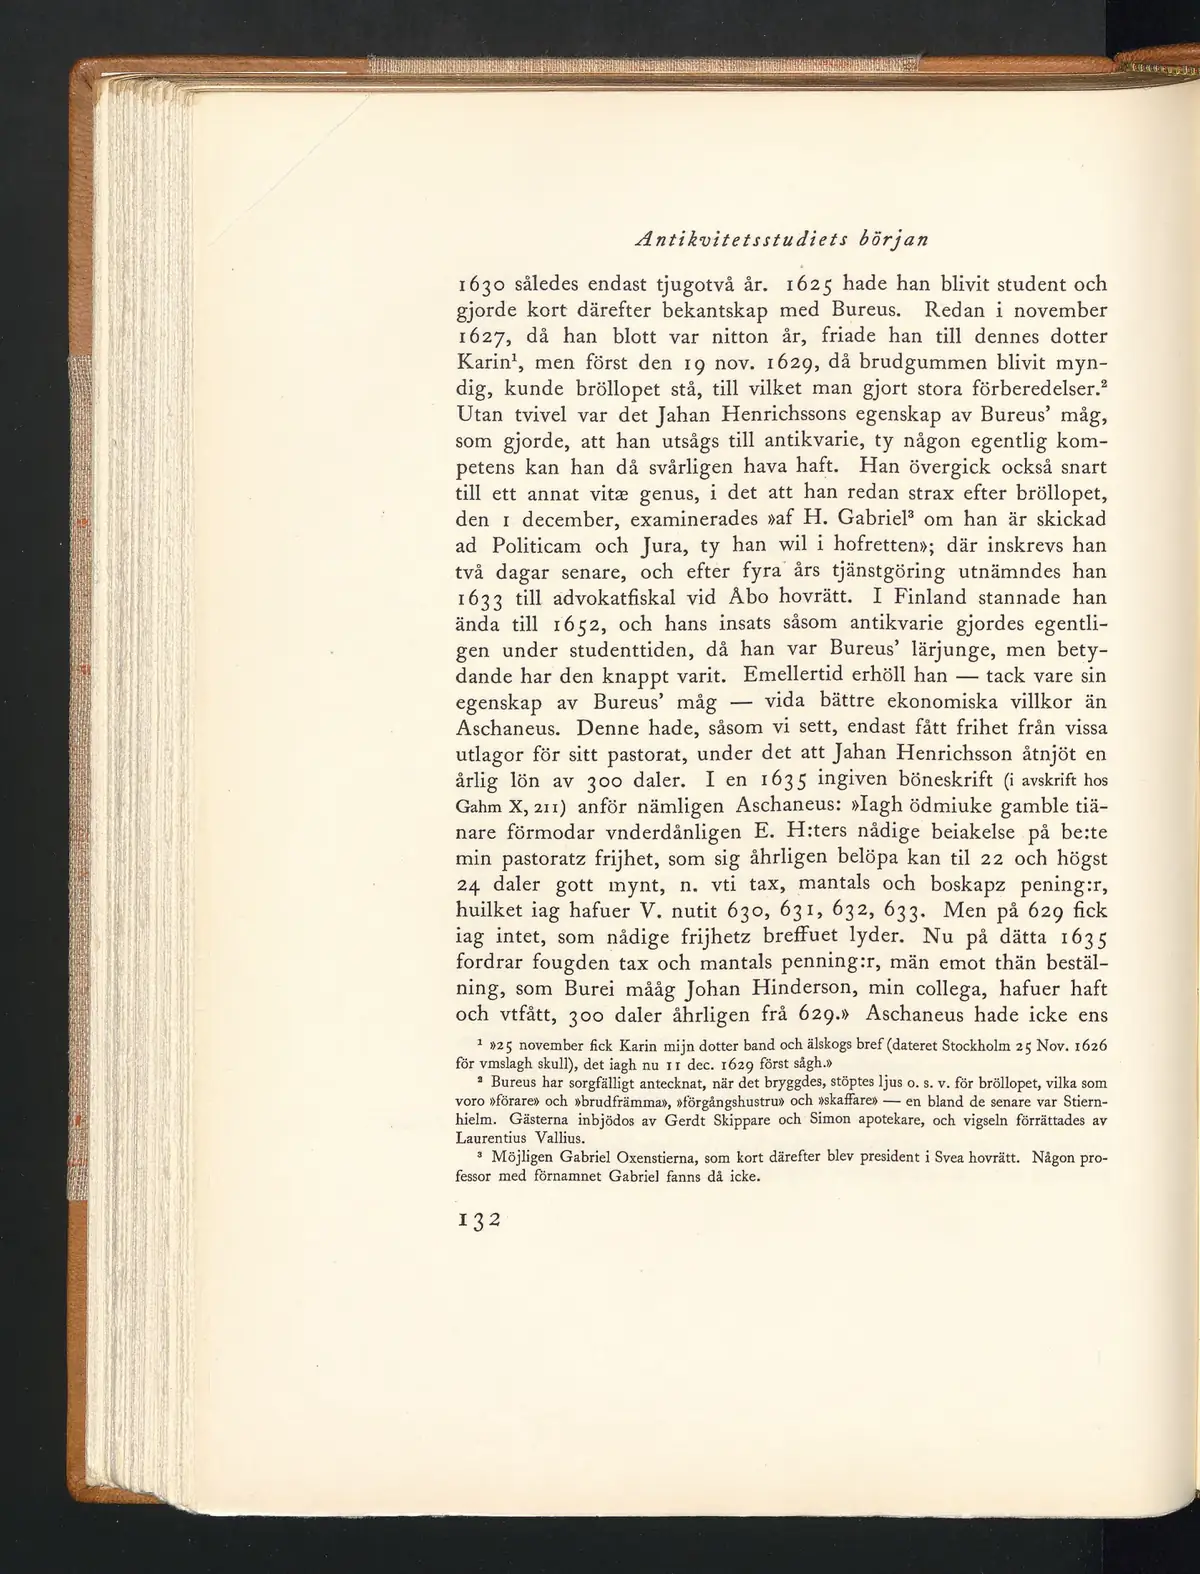 Antikvitetsstudiets början
1630 således endast tjugotvå år. 1625 hade han blivit student och
gjorde kort därefter bekantskap med Bureus. Redan i november
1627, då han blott var nitton år, friade han till dennes dotter
Karin¹, men först den 19 nov. 1629, då brudgummen blivit myn-
dig, kunde bröllopet stå, till vilket man gjort stora förberedelser.²
Utan tvivel var det Jahan Henrichssons egenskap av Bureus’ måg,
som gjorde, att han utsågs till antikvarie, ty någon egentlig kom-
petens kan han då svårligen hava haft. Han övergick också snart
till ett annat vitæ genus, i det att han redan strax efter bröllopet,
den 1 december, examinerades »af H. Gabriel³ om han är skickad
ad Politicam och Jura, ty han wil i hofretten»; där inskrevs han
två dagar senare, och efter fyra års tjänstgöring utnämndes han
1633 till advokatfiskal vid Åbo hovrätt. I Finland stannade han
ända till 1652, och hans insats såsom antikvarie gjordes egentli-
gen under studenttiden, då han var Bureus’ lärjunge, men bety-
dande har den knappt varit. Emellertid erhöll han — tack vare sin
egenskap av Bureus’ måg — vida bättre ekonomiska villkor än
Aschaneus. Denne hade, såsom vi sett, endast fått frihet från vissa
utlagor för sitt pastorat, under det att Jahan Henrichsson åtnjöt en
årlig lön av 300 daler. I en 1635 ingiven böneskrift (i avskrift hos
Gahm X, 211) anför nämligen Aschaneus: »Iagh ödmiuke gamble tiä-
nare förmodar vnderdånligen E. H:ters nådige beiakelse på be:te
min pastoratz frijhet, som sig åhrligen belöpa kan til 22 och högst
24 daler gott mynt, n. vti tax, mantals och boskapz pening:r,
huilket iag hafuer V. nutit 630, 631, 632, 633. Men på 629 fick
iag intet, som nådige frijhetz breffuet lyder. Nu på dätta 1635
fordrar fougden tax och mantals penning:r, män emot thän bestäl-
ning, som Burei mååg Johan Hinderson, min collega, hafuer haft
och vtfått, 300 daler åhrligen frå 629.» Aschaneus hade icke ens
¹ »25 november fick Karin mijn dotter band och älskogs bref (dateret Stockholm 25 Nov. 1626
för vmslagh skull), det iagh nu 11 dec. 1629 först sågh.»
² Bureus har sorgfälligt antecknat, när det bryggdes, stöptes ljus o. s. v. för bröllopet, vilka som
voro »förare» och »brudfrämma», »förgångshustru» och »skaffare» — en bland de senare var Stiern-
hielm. Gästerna inbjödos av Gerdt Skippare och Simon apotekare, och vigseln förrättades av
Laurentius Vallius.
³ Möjligen Gabriel Oxenstierna, som kort därefter blev president i Svea hovrätt. Någon pro-
fessor med förnamnet Gabriel fanns då icke.
132